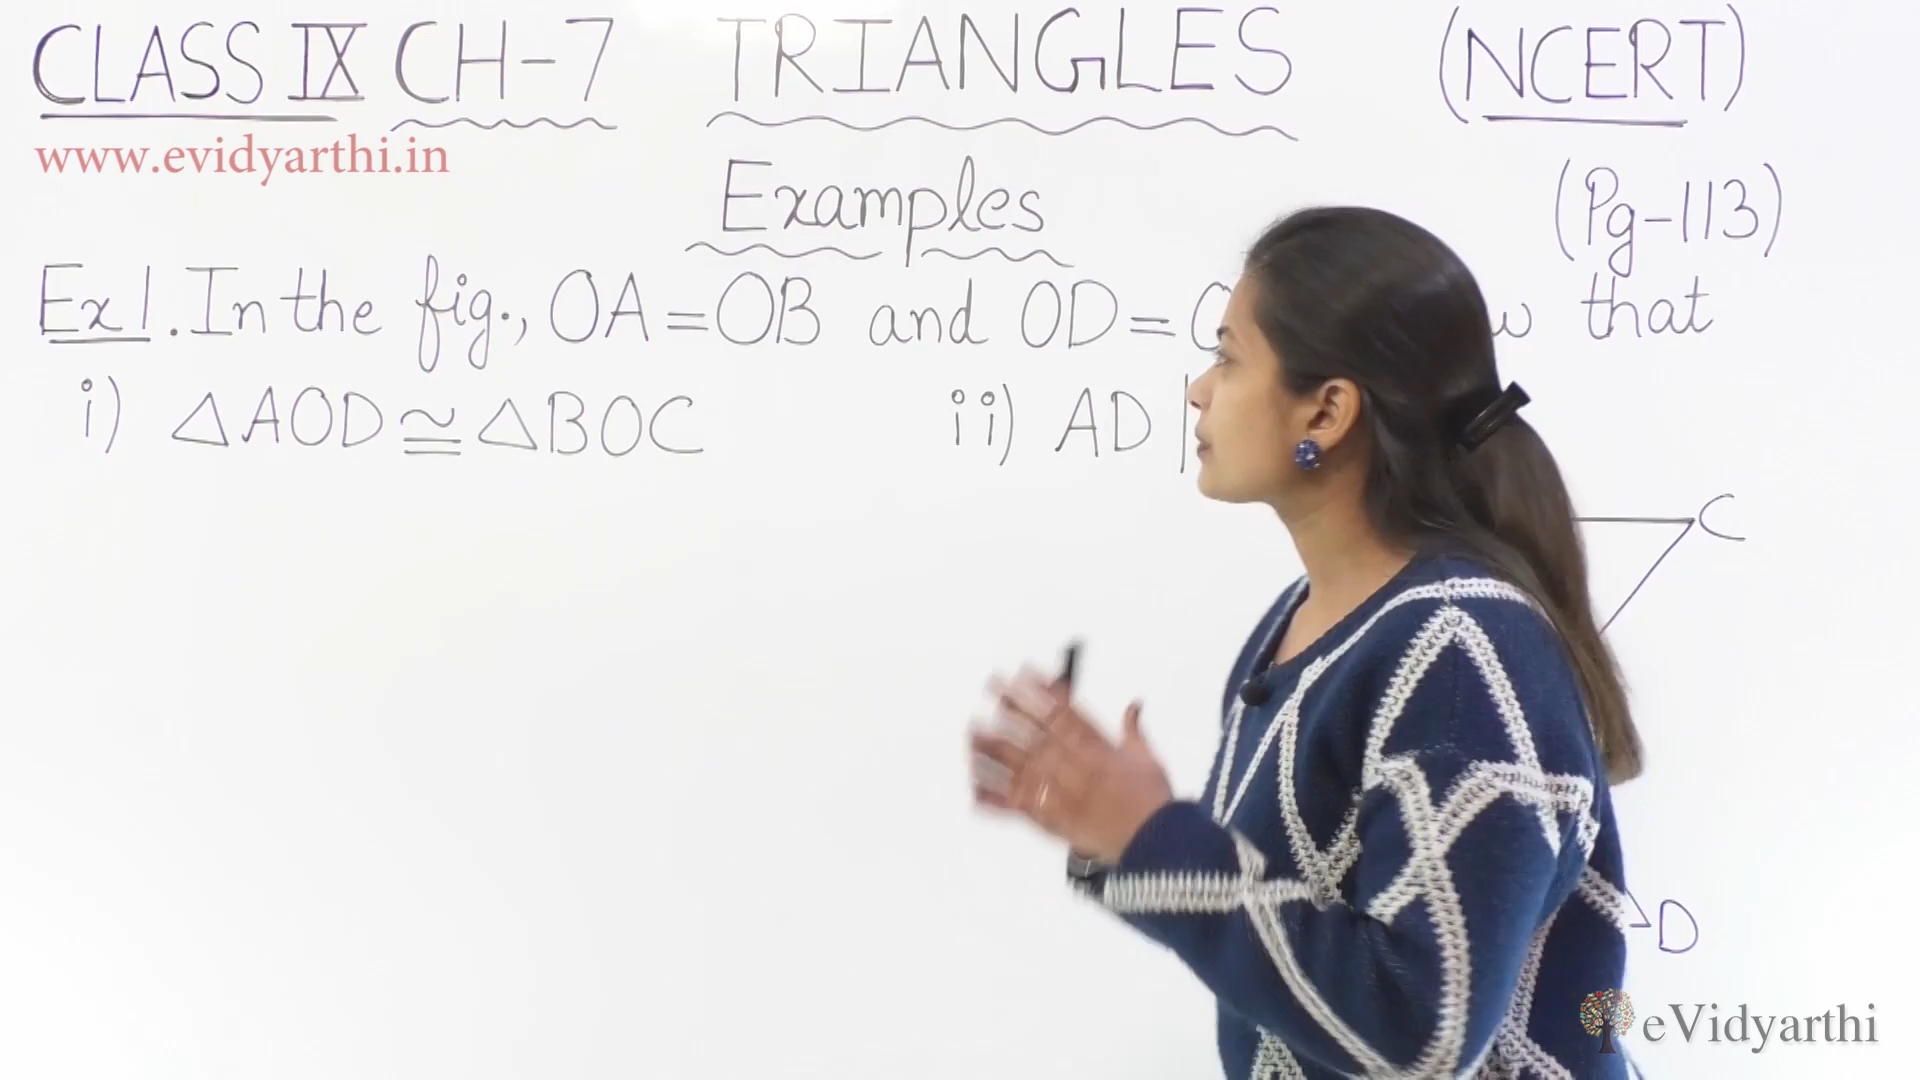 CLASS IX CH-7 TRIANGLES (NCERT)
www.evidyarthi.in
Examples (Pg-113)
Ex 1. In the fig., OA = OB and OD = that
i) △AOD ≅ △BOC ii) AD
C
D
eVidyarthi